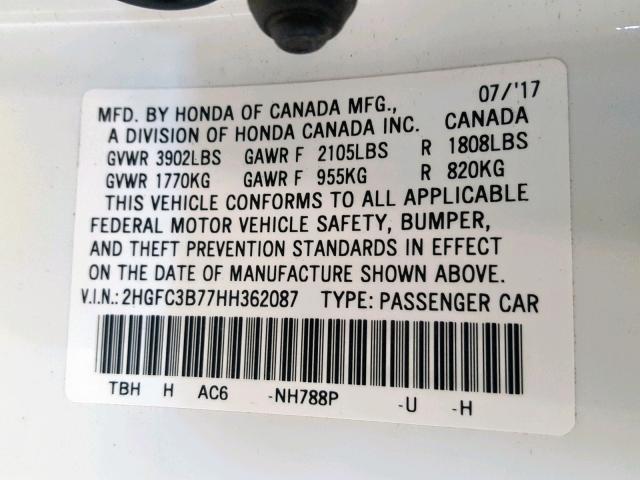 MFD. BY HONDA OF CANADA MFG., 07/'17
A DIVISION OF HONDA CANADA INC. CANADA
GVWR 3902LBS GAWR F 2105LBS R 1808LBS
GVWR 1770KG GAWR F 955KG R 820KG
THIS VEHICLE CONFORMS TO ALL APPLICABLE
FEDERAL MOTOR VEHICLE SAFETY, BUMPER,
AND THEFT PREVENTION STANDARDS IN EFFECT
ON THE DATE OF MANUFACTURE SHOWN ABOVE.
V.I.N.: 2HGFC3B77HH362087 TYPE: PASSENGER CAR
TBH H AC6 -NH788P -U -H